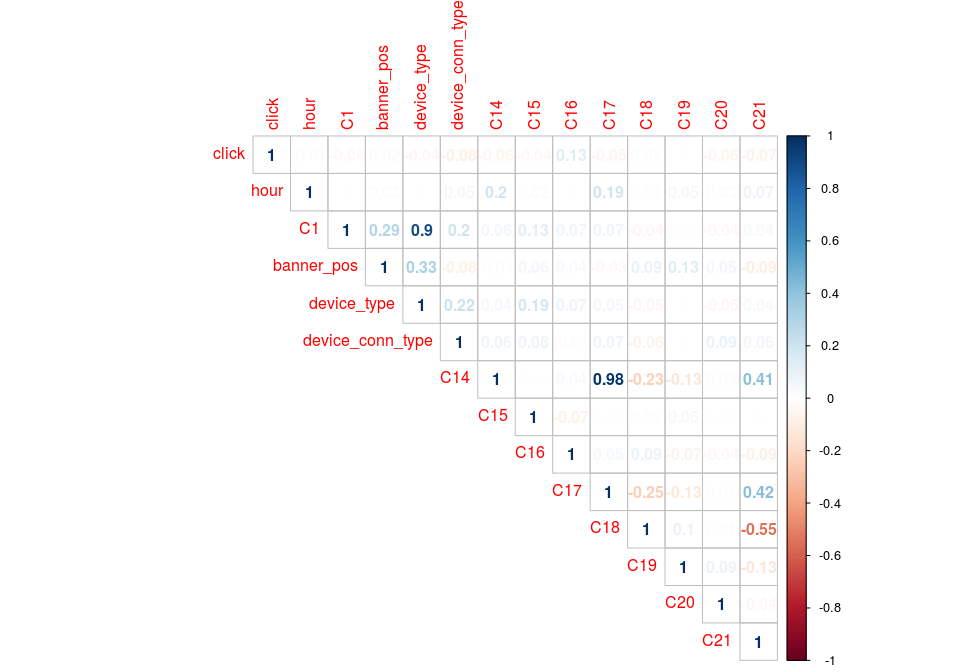 click hour C1 banner_pos device_type device_conn_type C14 C15 C16 C17 C18 C19 C20 C21
click 1 -0.04 -0.04 -0.08 -0.06 -0.04 0.13 -0.05 -0.06 -0.07
hour 1 0.05 0.2 0.19 0.05 0.07
C1 1 0.29 0.9 0.2 0.06 0.13 0.07 0.07 -0.04 -0.04 0.04
banner_pos 1 0.33 -0.08 0.06 0.04 -0.03 0.09 0.13 0.05 -0.09
device_type 1 0.22 0.04 0.19 0.07 0.05 -0.05 -0.05 0.04
device_conn_type 1 0.06 0.08 0.07 -0.06 0.09 0.06
C14 1 0.04 0.98 -0.23 -0.13 0.41
C15 1 -0.07 0.05
C16 1 0.05 0.09 -0.07 -0.04 -0.09
C17 1 -0.25 -0.13 0.42
C18 1 0.1 -0.55
C19 1 0.09 -0.13
C20 1 -0.04
C21 1
1
0.8
0.6
0.4
0.2
0
-0.2
-0.4
-0.6
-0.8
-1